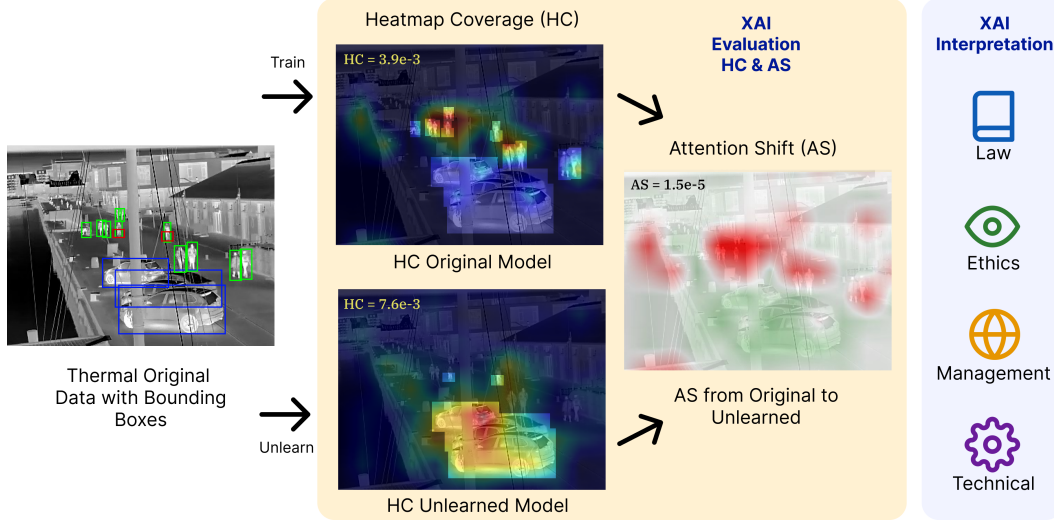 Heatmap Coverage (HC)
XAI
Evaluation
HC & AS
XAI
Interpretation
Train
HC = 3.9e-3
Law
Attention Shift (AS)
AS = 1.5e-5
HC Original Model
Ethics
HC = 7.6e-3
Thermal Original
Data with Bounding
Boxes
Management
AS from Original to
Unlearned
Unlearn
Technical
HC Unlearned Model